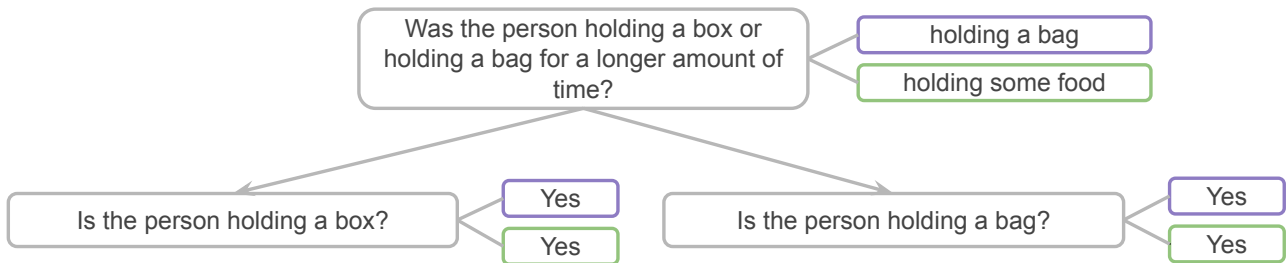 Was the person holding a box or
holding a bag for a longer amount of
time?
holding a bag
holding some food
Is the person holding a box?
Yes
Yes
Is the person holding a bag?
Yes
Yes